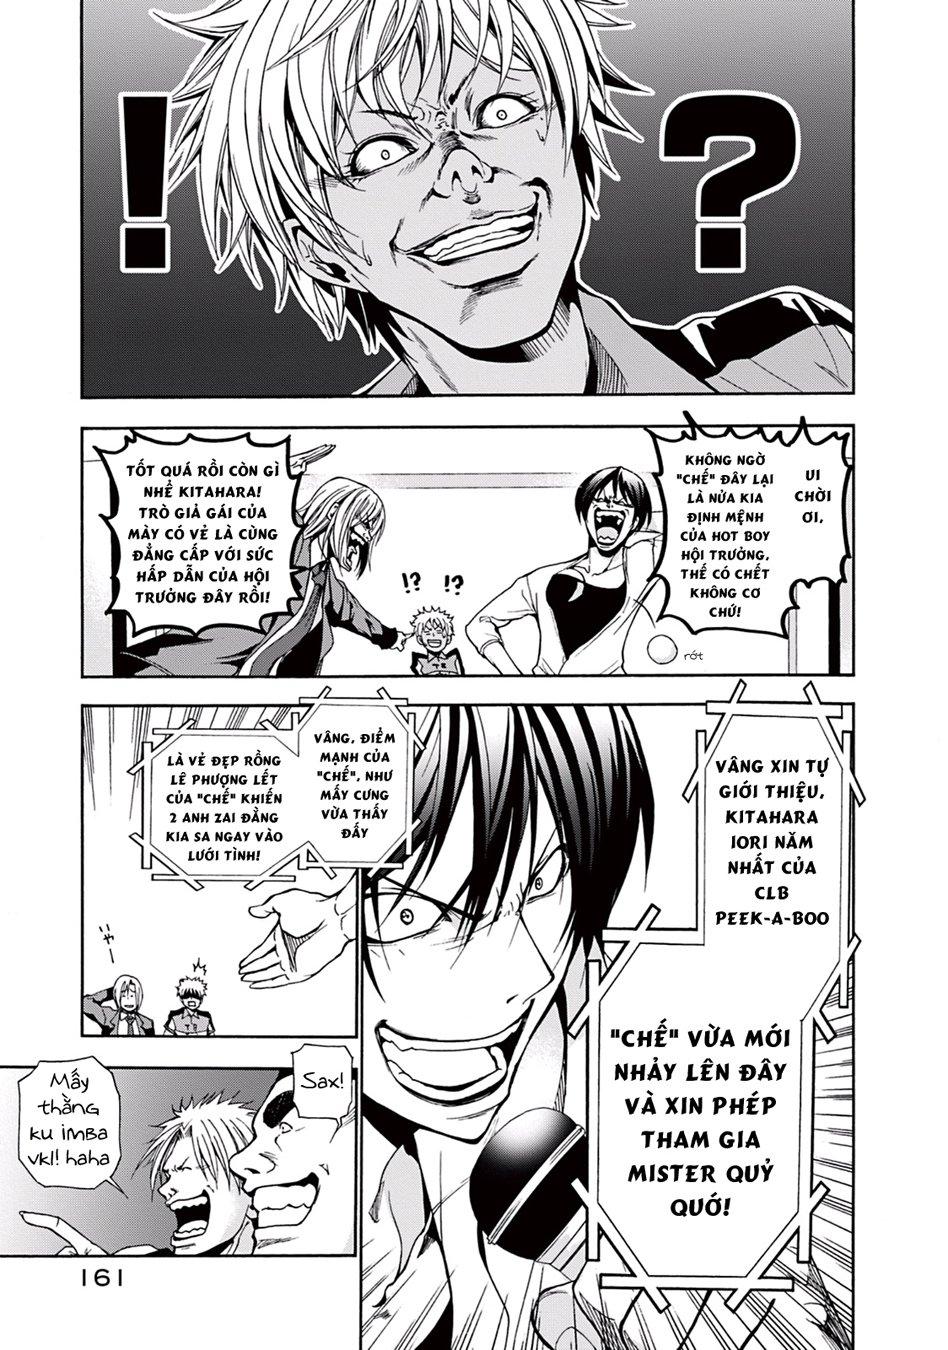 !
?
UI
CHỜI
ƠI,
KHÔNG NGỜ
"CHẾ" ĐÂY LẠI
LÀ NỬA KIA
ĐỊNH MỆNH
CỦA HOT BOY
HỘI TRƯỞNG,
THẾ CÓ CHẾT
KHÔNG CƠ
CHỨ!
TỐT QUÁ RỒI CÒN GÌ
NHỂ KITAHARA!
TRÒ GIẢ GÁI CỦA
MÀY CÓ VẺ LÀ CÙNG
ĐẲNG CẤP VỚI SỨC
HẤP DẪN CỦA HỘI
TRƯỞNG ĐÂY RỒI!
!?
!?
rớt
VÂNG XIN TỰ
GIỚI THIỆU,
KITAHARA
IORI NĂM
NHẤT CỦA
CLB
PEEK-A-BOO
"CHẾ" VỪA MỚI
NHẢY LÊN ĐÂY
VÀ XIN PHÉP
THAM GIA
MISTER QUỶ
QUỚ!
VÂNG, ĐIỂM
MẠNH CỦA
"CHẾ", NHƯ
MẤY CƯNG
VỪA THẤY
ĐẤY
LÀ VẺ ĐẸP RỒNG
LÊ PHƯỢNG LẾT
CỦA "CHẾ" KHIẾN
2 ANH ZAI ĐẰNG
KIA SA NGAY VÀO
LƯỚI TÌNH!
Sax!
Mấy
thằng
ku imba
vkl! haha
161